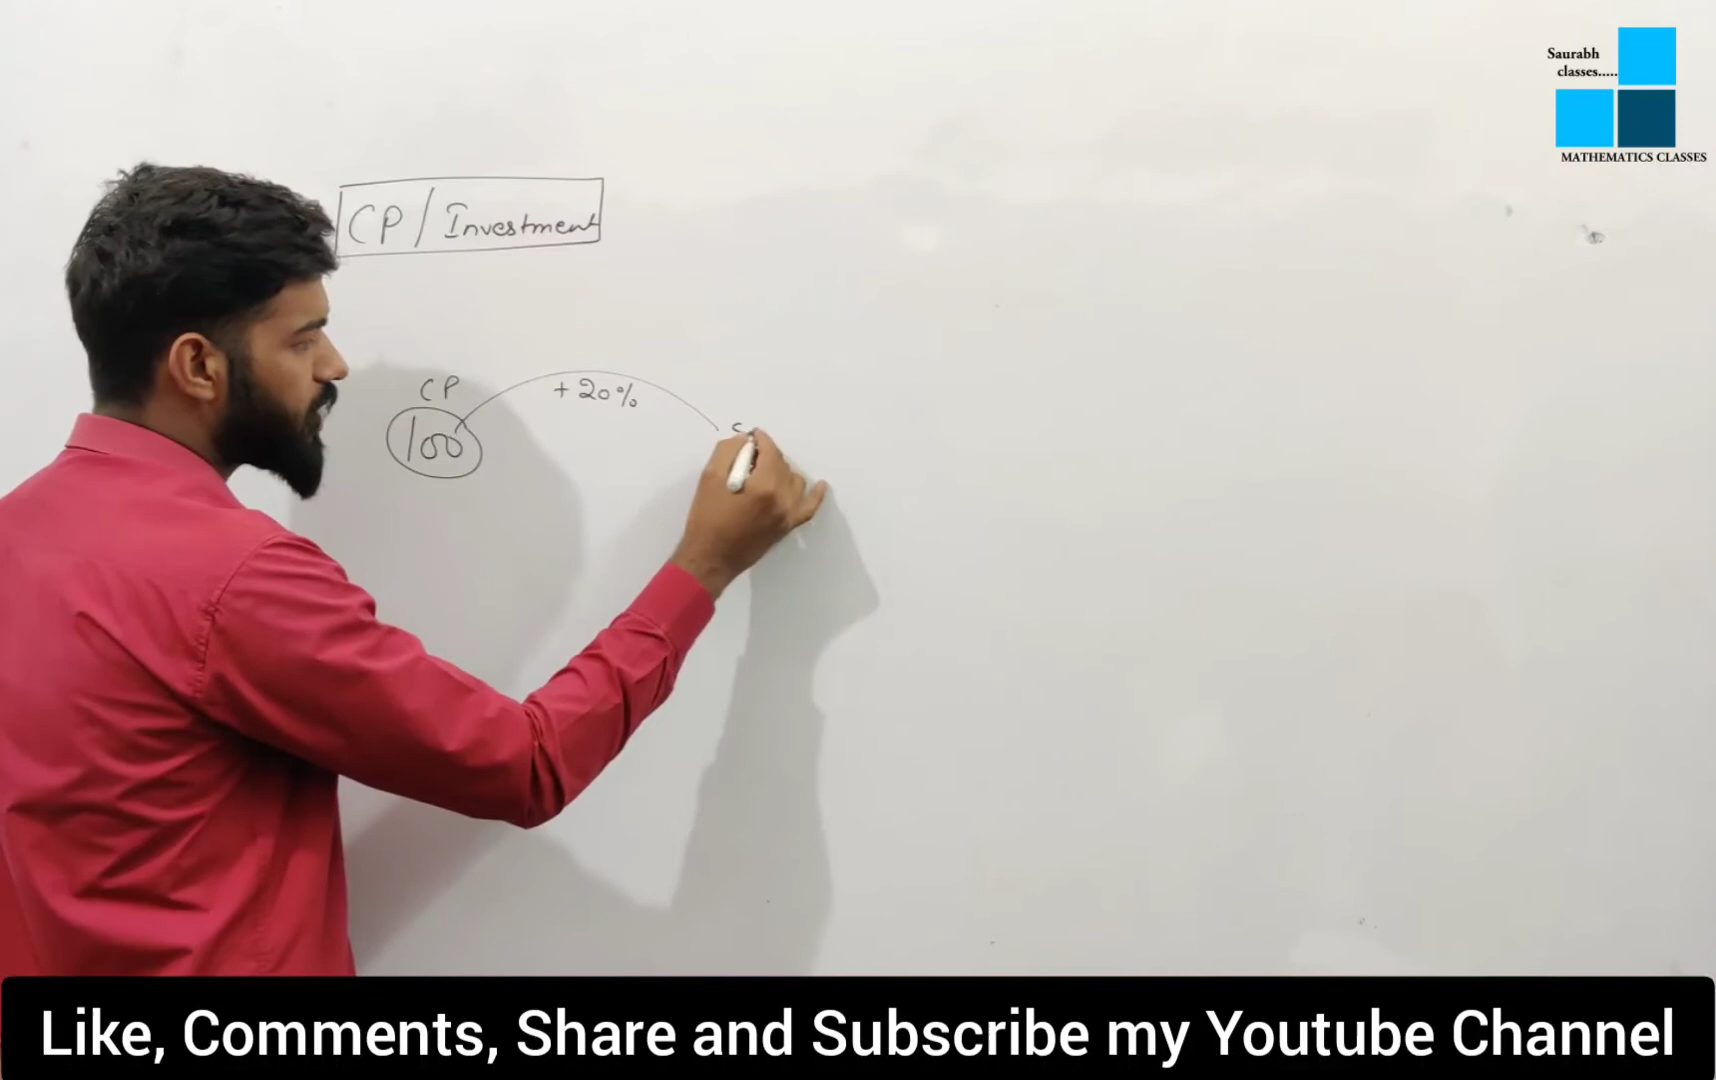 Saurabh
classes.....
MATHEMATICS CLASSES
CP / Investment
CP
+20%
100
Like, Comments, Share and Subscribe my Youtube Channel